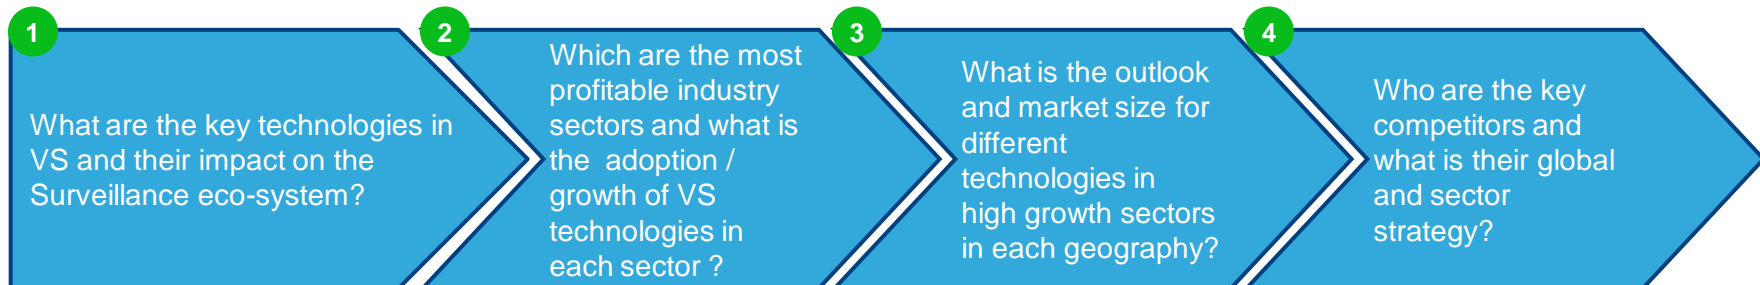 1
What are the key technologies in
VS and their impact on the
Surveillance eco-system?
2
Which are the most
profitable industry
sectors and what is
the  adoption /
growth of VS
technologies in
each sector ?
3
What is the outlook
and market size for
different
technologies in
high growth sectors
in each geography?
4
Who are the key
competitors and
what is their global
and sector
strategy?